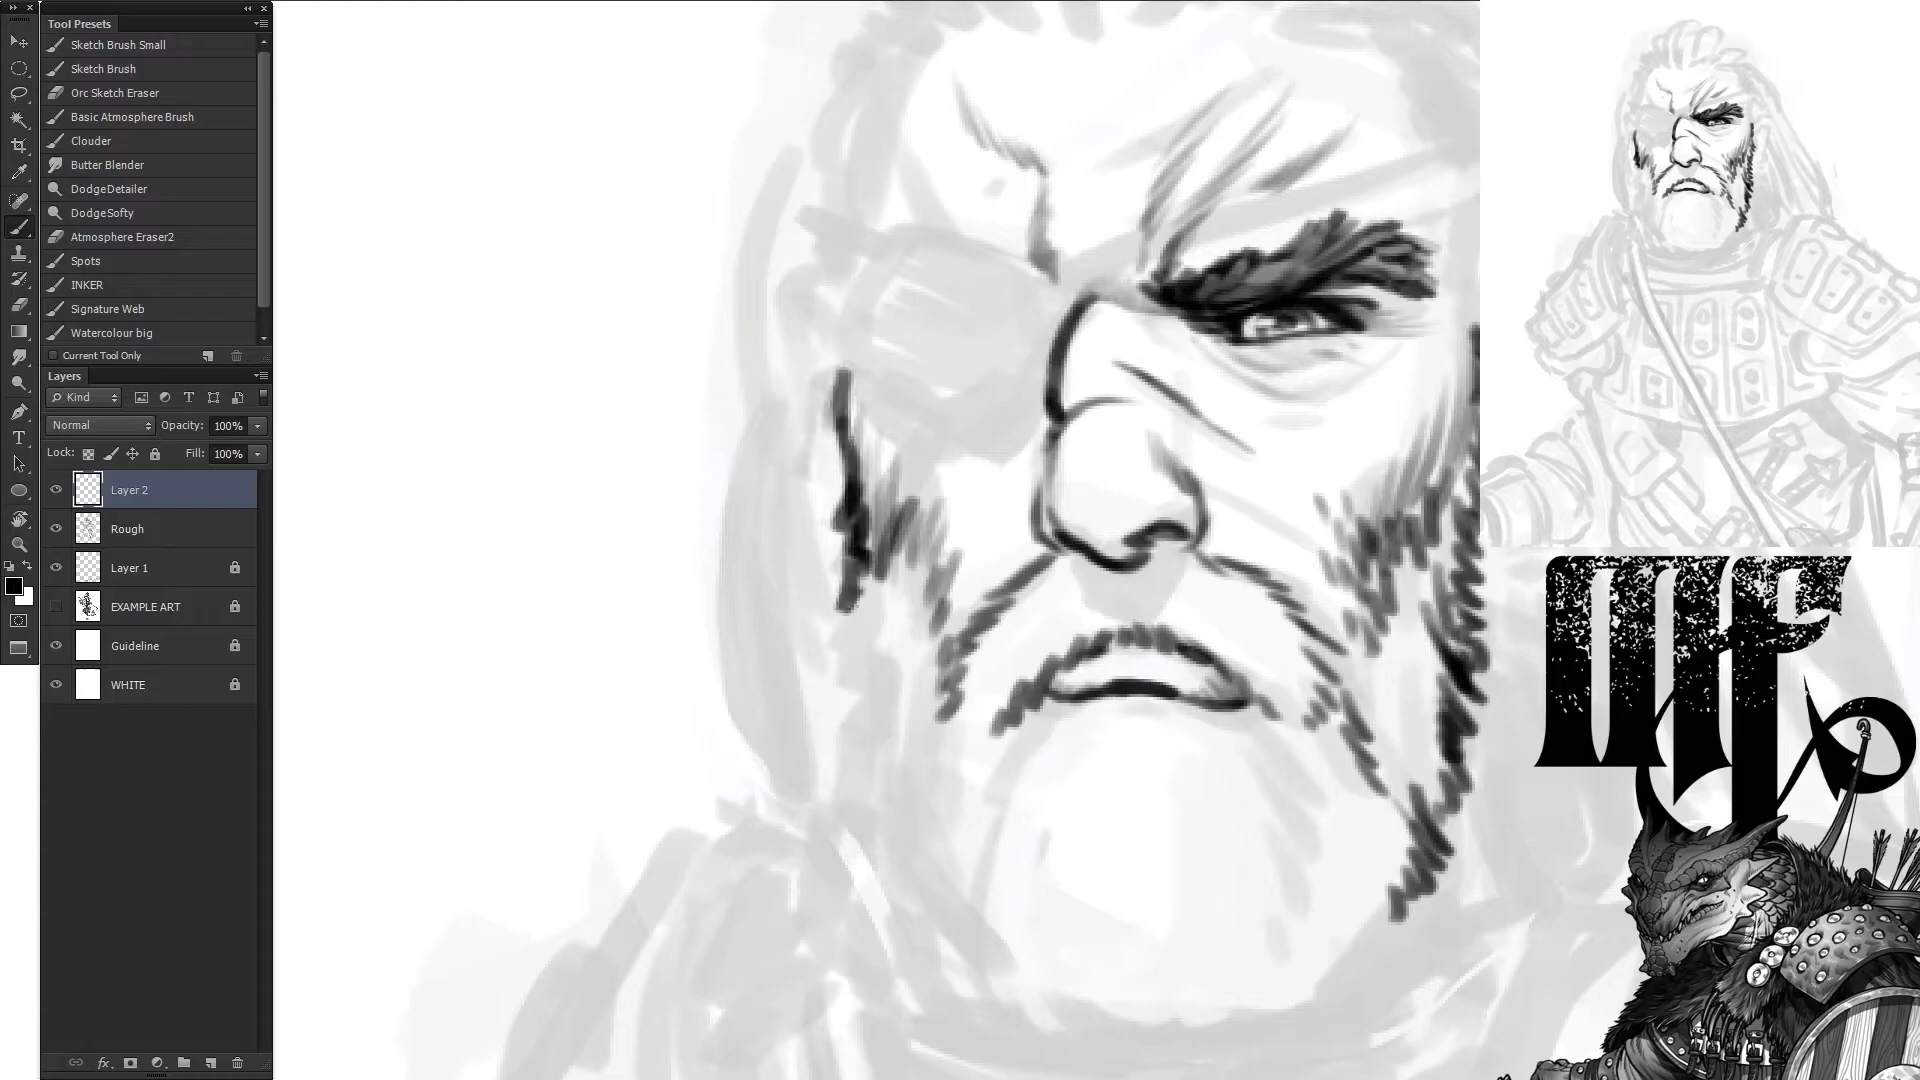 Tool Presets
Sketch Brush Small
Sketch Brush
Orc Sketch Eraser
Basic Atmosphere Brush
Clouder
Butter Blender
DodgeDetailer
DodgeSofty
Atmosphere Eraser2
Spots
INKER
Signature Web
Watercolour big
Current Tool Only
Layers
Kind
Normal Opacity: 100%
Lock: Fill: 100%
Layer 2
Rough
Layer 1
EXAMPLE ART
Guideline
WHITE
fx